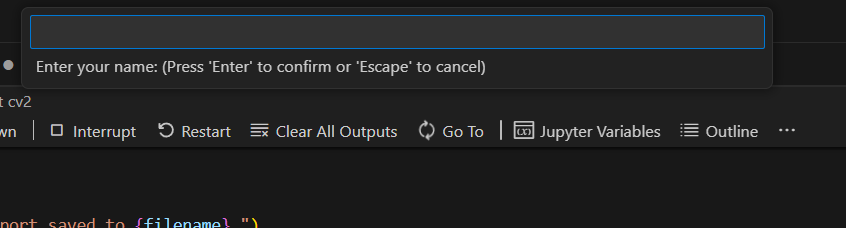 Enter your name: (Press 'Enter' to confirm or 'Escape' to cancel)
t cv2
wn Interrupt Restart Clear All Outputs Go To (x) Jupyter Variables Outline ...
port saved to {filename} ")